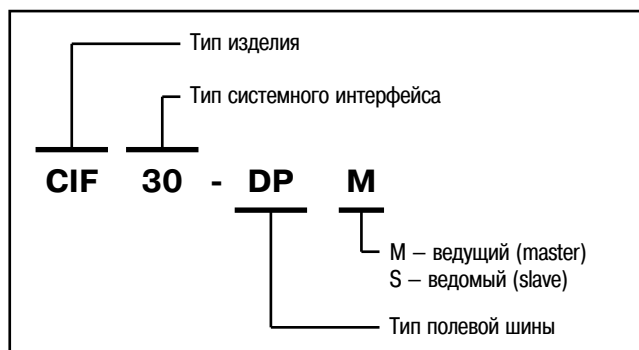 Тип изделия
Тип системного интерфейса
CIF 30 - DP M
M – ведущий (master)
S – ведомый (slave)
Тип полевой шины